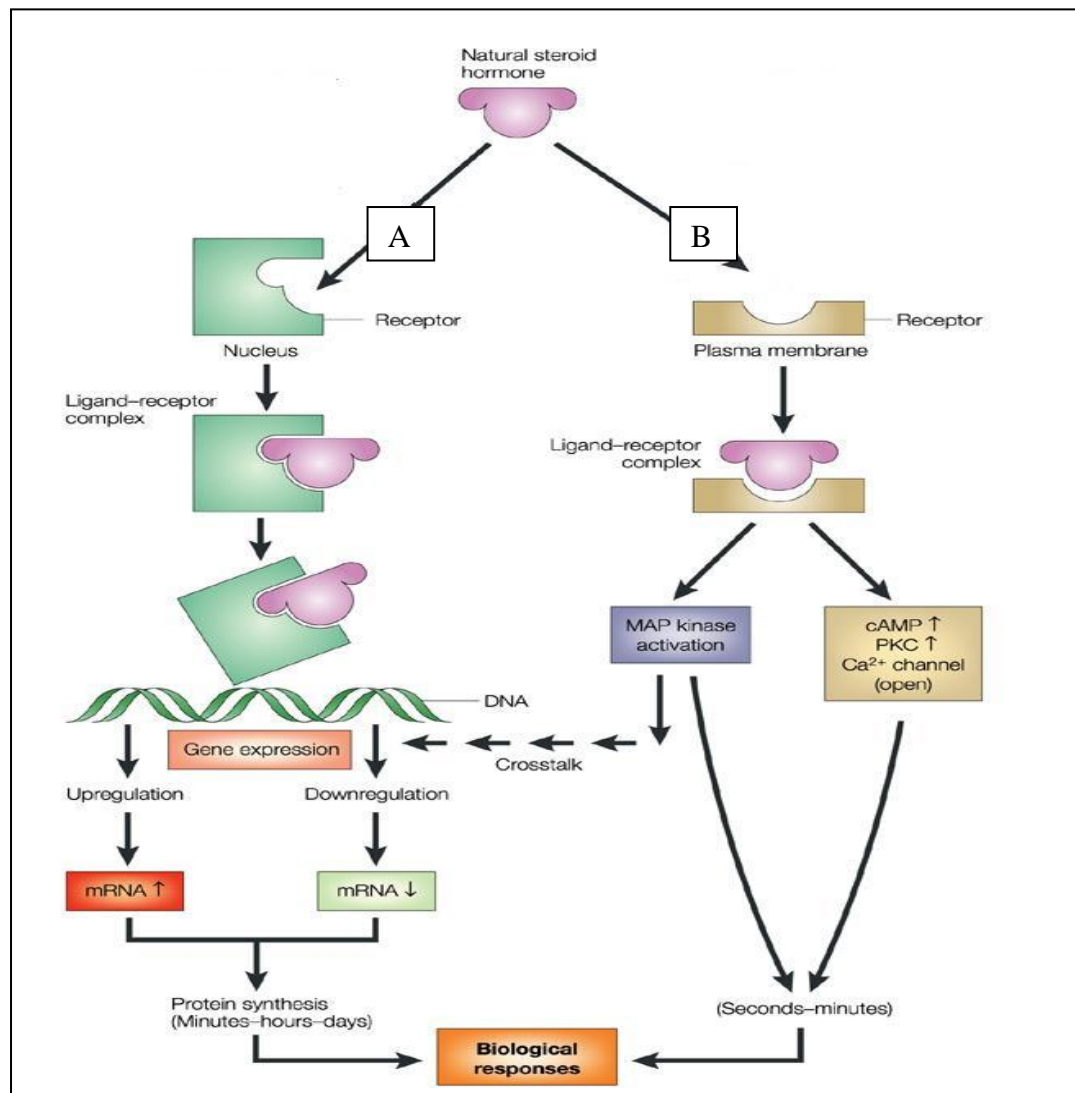 Natural steroid
hormone
A
B
Receptor
Nucleus
Receptor
Plasma membrane
Ligand–receptor
complex
Ligand–receptor
complex
MAP kinase
activation
cAMP ↑
PKC ↑
Ca²⁺ channel
(open)
DNA
Gene expression
Crosstalk
Upregulation
Downregulation
mRNA ↑
mRNA ↓
Protein synthesis
(Minutes–hours–days)
(Seconds–minutes)
Biological
responses